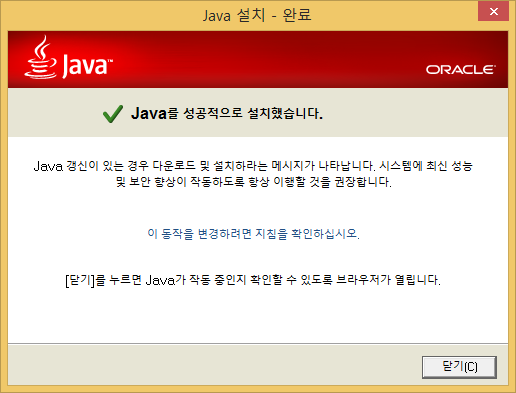 Java 설치 - 완료
Java™
ORACLE®
Java를 성공적으로 설치했습니다.
Java 갱신이 있는 경우 다운로드 및 설치하라는 메시지가 나타납니다. 시스템에 최신 성능
및 보안 향상이 작동하도록 항상 이행할 것을 권장합니다.
이 동작을 변경하려면 지침을 확인하십시오.
[닫기]를 누르면 Java가 작동 중인지 확인할 수 있도록 브라우저가 열립니다.
닫기(C)